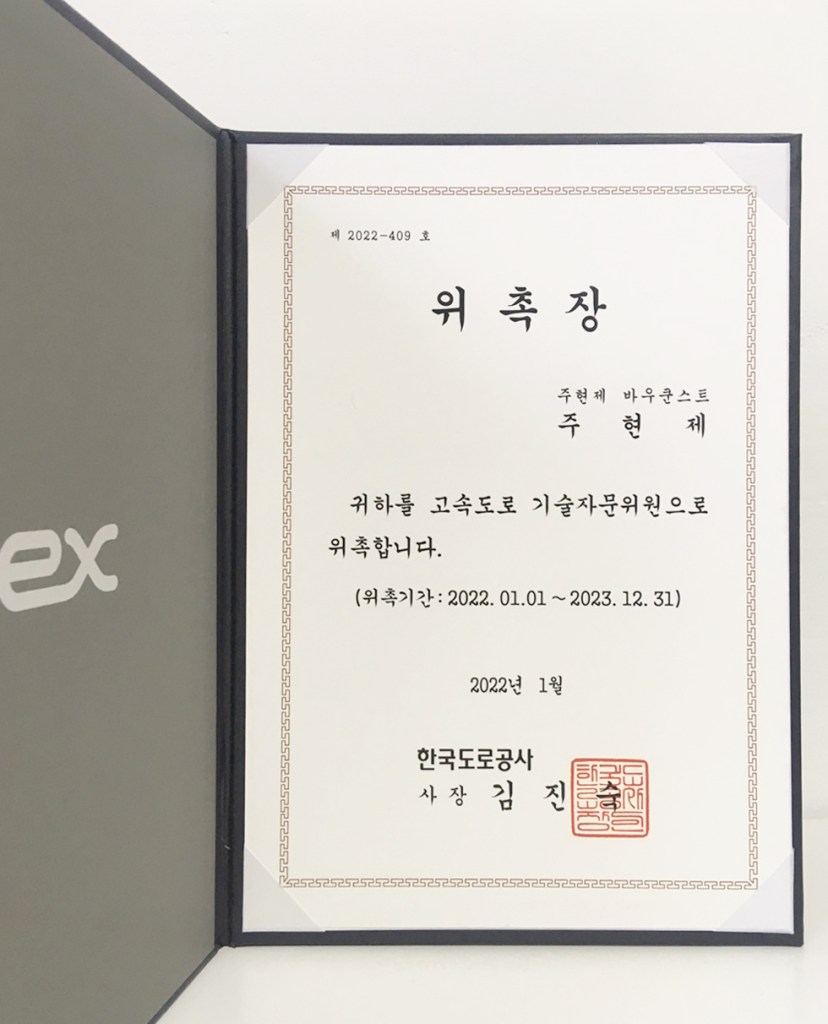 ex
제 2022-409 호
위 촉 장
주현제 바우쿤스트
주 현 제
귀하를 고속도로 기술자문위원으로
위촉합니다.
(위촉기간: 2022. 01.01 ~ 2023. 12. 31)
2022년 1월
한국도로공사
사 장 김 진 숙